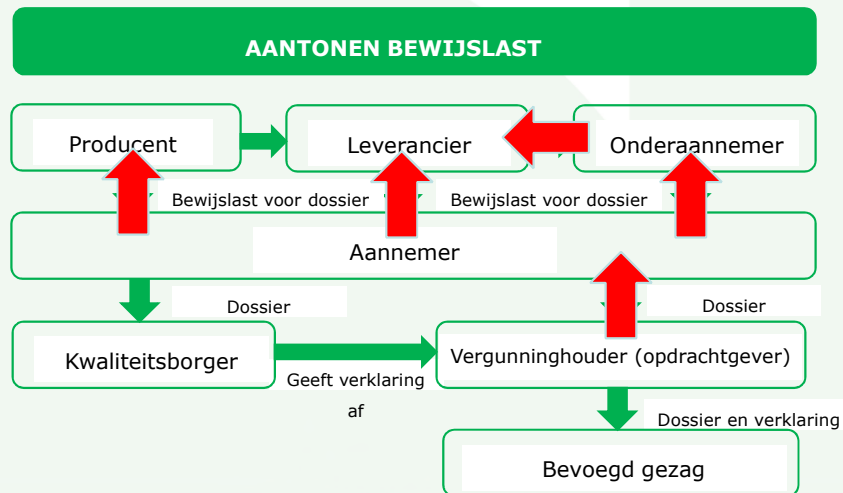 AANTONEN BEWIJSLAST
Producent
Leverancier
Onderaannemer
Bewijslast voor dossier
Bewijslast voor dossier
Aannemer
Dossier
Dossier
Kwaliteitsborger
Geeft verklaring
af
Vergunninghouder (opdrachtgever)
Dossier en verklaring
Bevoegd gezag